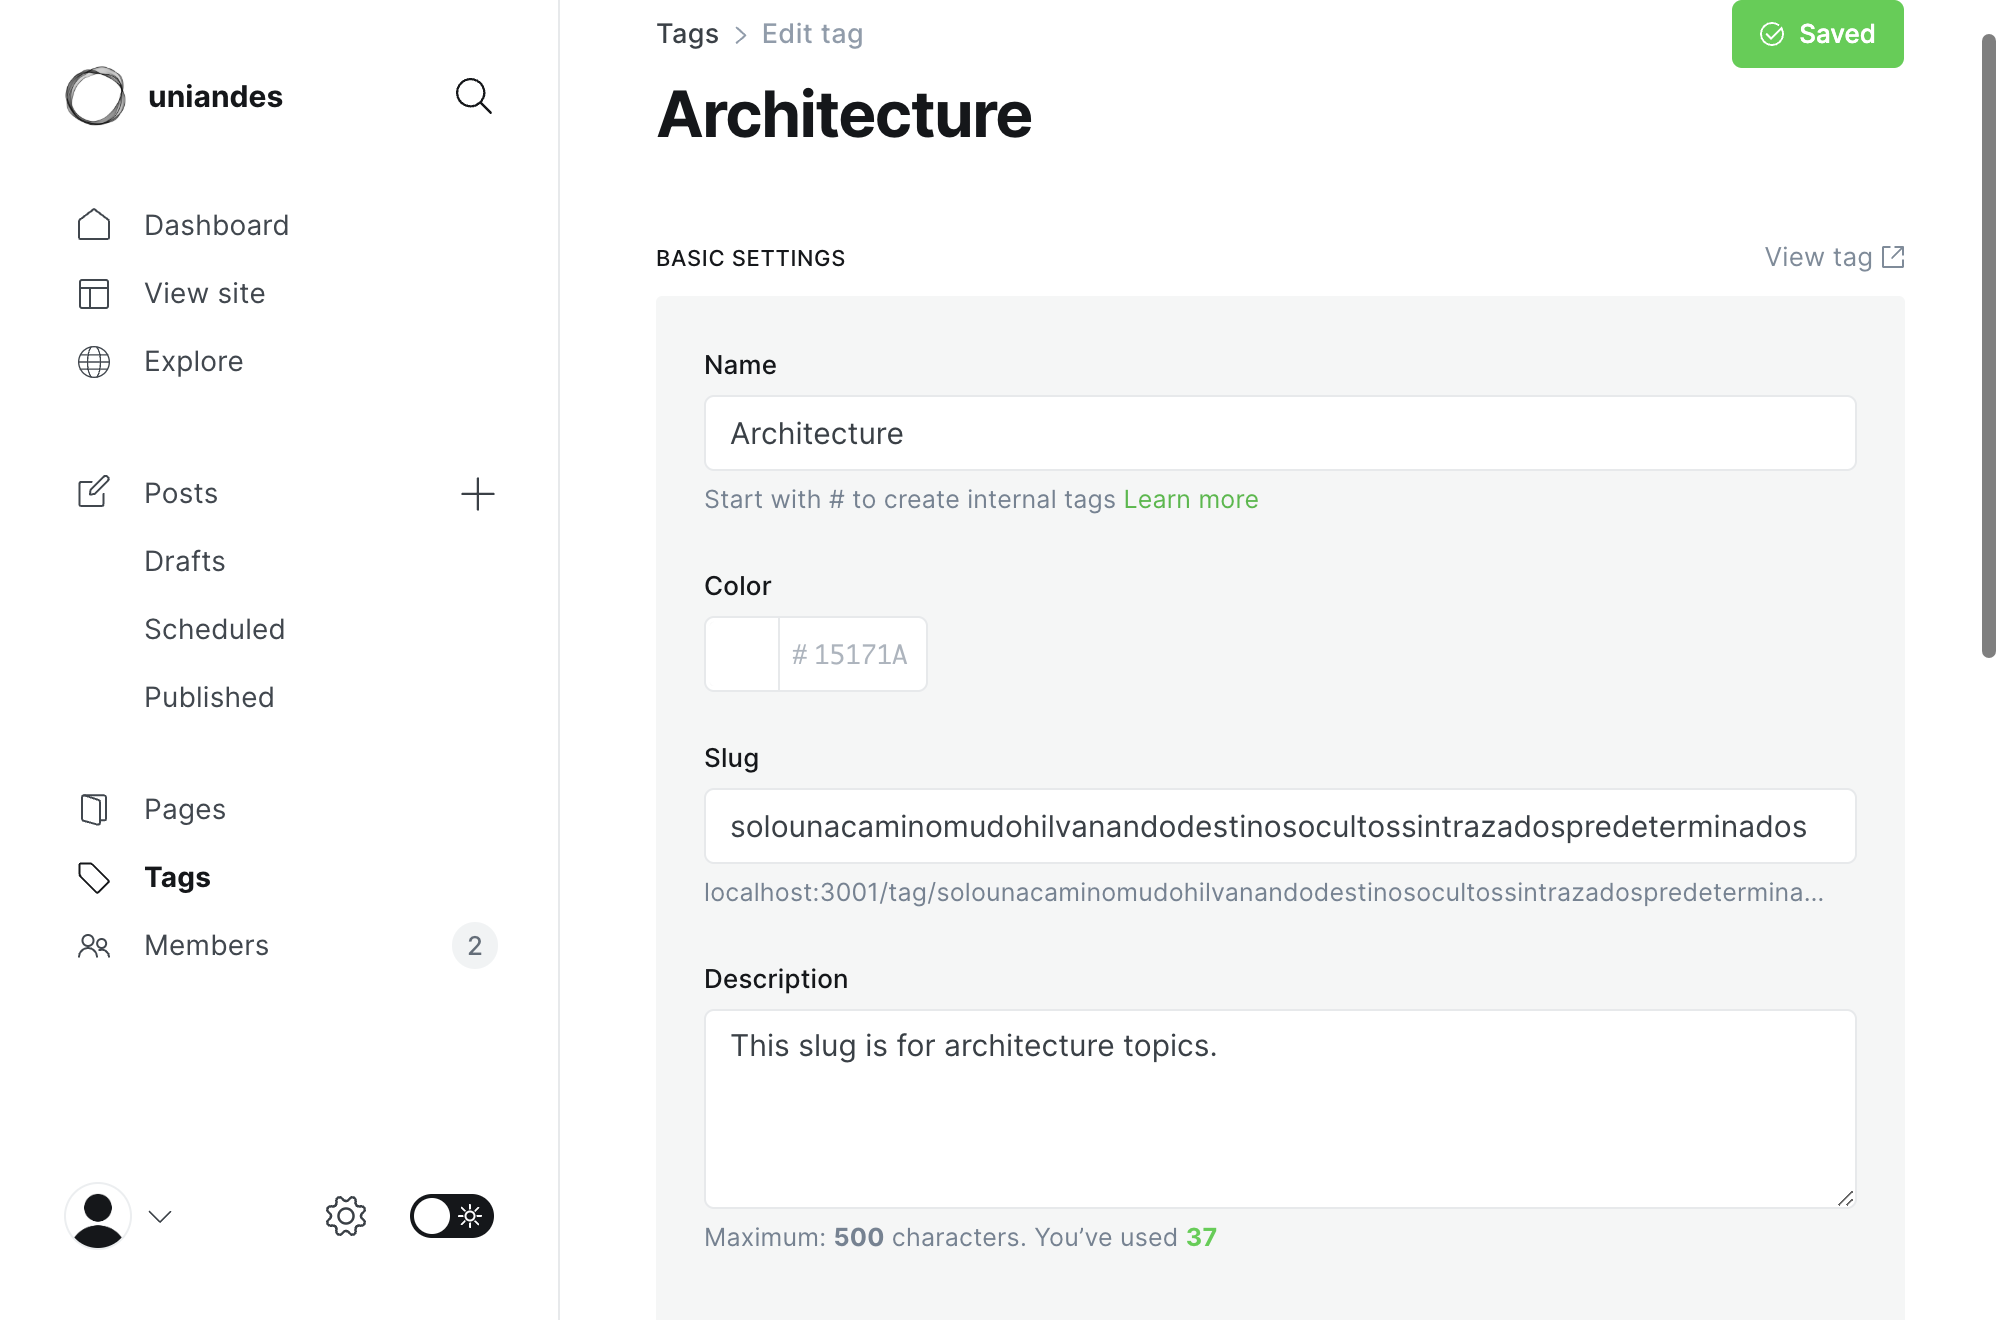 uniandes
Dashboard
View site
Explore
Posts
Drafts
Scheduled
Published
Pages
Tags
Members
2
Tags > Edit tag
Saved
Architecture
BASIC SETTINGS
View tag
Name
Architecture
Start with # to create internal tags Learn more
Color
# 15171A
Slug
solounacaminomudohilvanandodestinosocultossintrazadospredeterminados
localhost:3001/tag/solounacaminomudohilvanandodestinosocultossintrazadospredetermina...
Description
This slug is for architecture topics.
Maximum: 500 characters. You’ve used 37